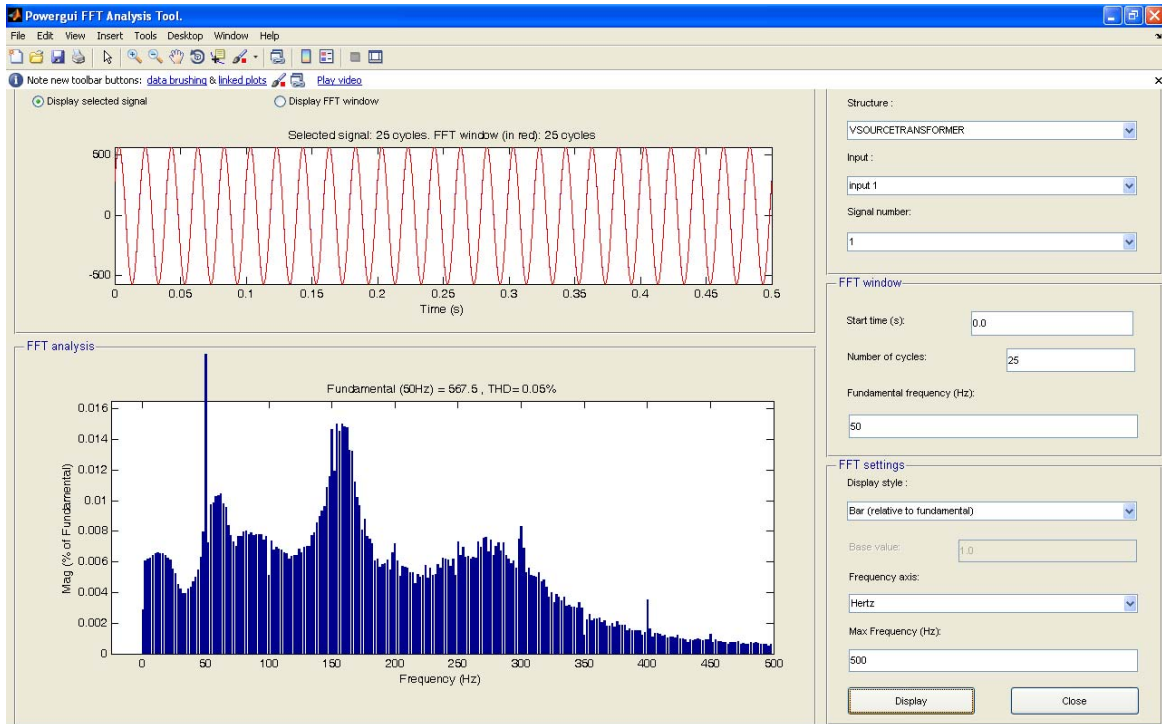 Powergui FFT Analysis Tool.
File Edit View Insert Tools Desktop Window Help
Note new toolbar buttons: data brushing & linked plots Play video
Display selected signal Display FFT window
Selected signal: 25 cycles. FFT window (in red): 25 cycles
500
0
-500
0 0.05 0.1 0.15 0.2 0.25 0.3 0.35 0.4 0.45 0.5
Time (s)
FFT analysis
Fundamental (50Hz) = 567.5 , THD= 0.05%
0.016
0.014
0.012
0.01
0.008
0.006
0.004
0.002
0
Mag (% of Fundamental)
0 50 100 150 200 250 300 350 400 450 500
Frequency (Hz)
Structure :
VSOURCETRANSFORMER
Input :
input 1
Signal number:
1
FFT window
Start time (s): 0.0
Number of cycles: 25
Fundamental frequency (Hz):
50
FFT settings
Display style :
Bar (relative to fundamental)
Base value: 1.0
Frequency axis:
Hertz
Max Frequency (Hz):
500
Display Close